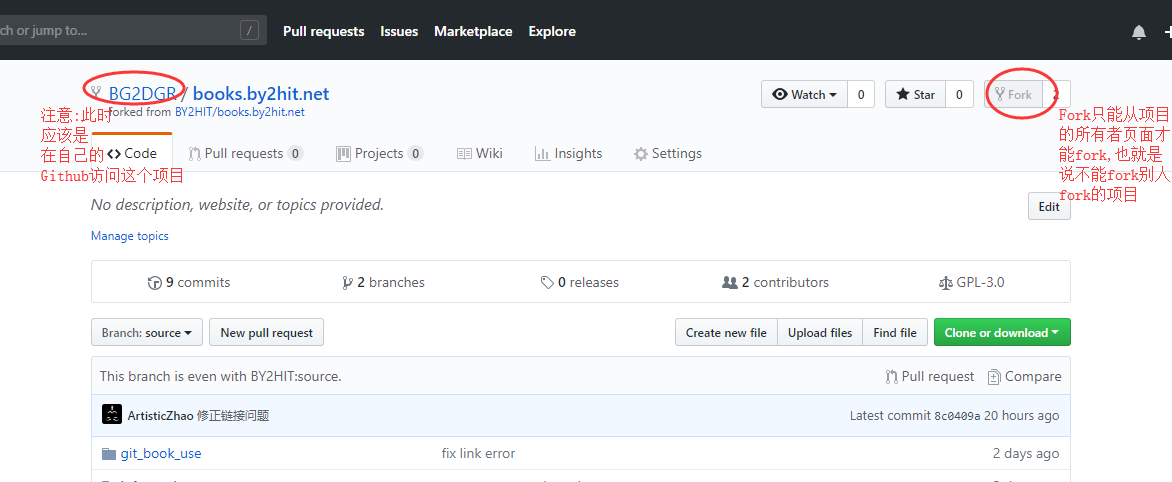 ch or jump to...
/
Pull requests Issues Marketplace Explore
BG2DGR / books.by2hit.net
Watch 0 Star 0 Fork 2
forked from BY2HIT/books.by2hit.net
注意:此时
应该是
在自己的
Github访问这个项目
Fork只能从项目
的所有者页面才
能fork,也就是
说不能fork别人
fork的项目
Code Pull requests 0 Projects 0 Wiki Insights Settings
No description, website, or topics provided.
Edit
Manage topics
9 commits 2 branches 0 releases 2 contributors GPL-3.0
Branch: source New pull request Create new file Upload files Find file Clone or download
This branch is even with BY2HIT:source. Pull request Compare
ArtisticZhao 修正链接问题 Latest commit 8c0409a 20 hours ago
git_book_use fix link error 2 days ago